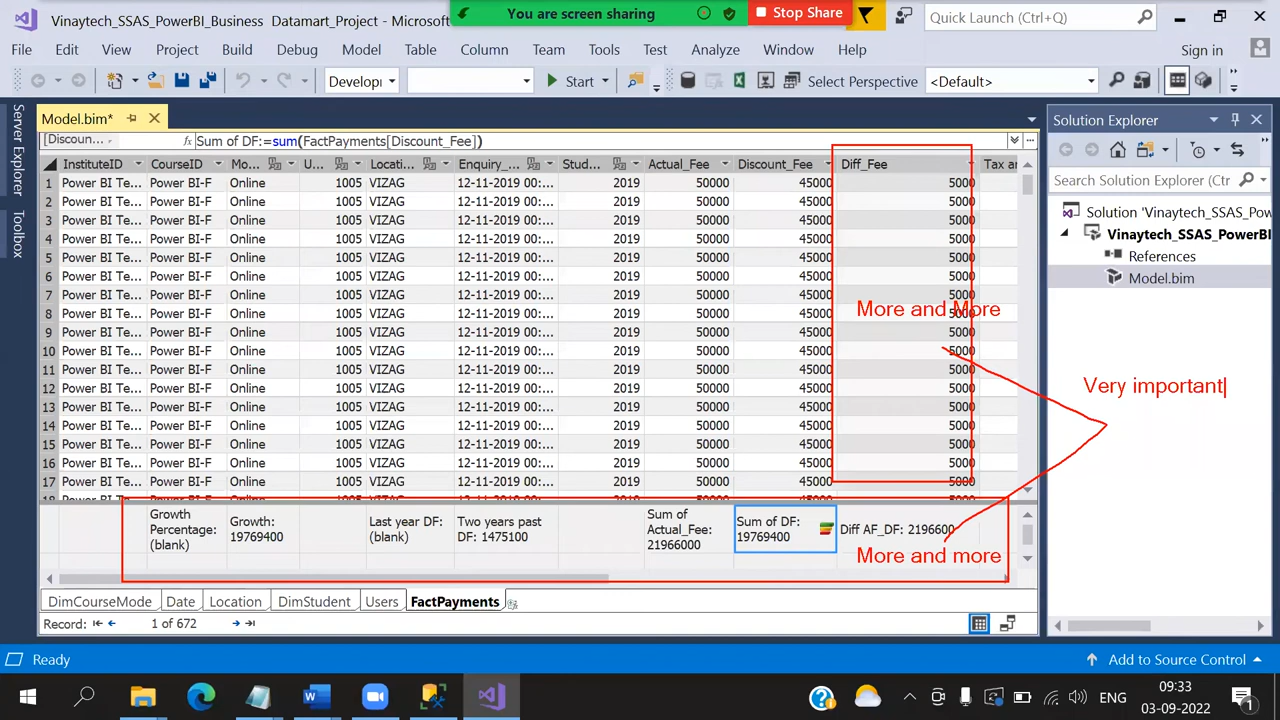 Vinaytech_SSAS_PowerBI_Business Datamart_Project - Microsoft
You are screen sharing
Stop Share
Quick Launch (Ctrl+Q)
File Edit View Project Build Debug Model Table Column Team Tools Test Analyze Window Help Sign in
Develop Start Select Perspective <Default>
Server Explorer
Toolbox
Model.bim*
[Discoun... fx Sum of DF:=sum(FactPayments[Discount_Fee])
InstituteID CourseID Mo... U... Locati... Enquiry_... Stud... Actual_Fee Discount_Fee Diff_Fee Tax a
1 Power BI Te... Power BI-F Online 1005 VIZAG 12-11-2019 00:... 2019 50000 45000 5000
2 Power BI Te... Power BI-F Online 1005 VIZAG 12-11-2019 00:... 2019 50000 45000 5000
3 Power BI Te... Power BI-F Online 1005 VIZAG 12-11-2019 00:... 2019 50000 45000 5000
4 Power BI Te... Power BI-F Online 1005 VIZAG 12-11-2019 00:... 2019 50000 45000 5000
5 Power BI Te... Power BI-F Online 1005 VIZAG 12-11-2019 00:... 2019 50000 45000 5000
6 Power BI Te... Power BI-F Online 1005 VIZAG 12-11-2019 00:... 2019 50000 45000 5000
7 Power BI Te... Power BI-F Online 1005 VIZAG 12-11-2019 00:... 2019 50000 45000 5000
8 Power BI Te... Power BI-F Online 1005 VIZAG 12-11-2019 00:... 2019 50000 45000 5000
More and More
9 Power BI Te... Power BI-F Online 1005 VIZAG 12-11-2019 00:... 2019 50000 45000 5000
10 Power BI Te... Power BI-F Online 1005 VIZAG 12-11-2019 00:... 2019 50000 45000 5000
11 Power BI Te... Power BI-F Online 1005 VIZAG 12-11-2019 00:... 2019 50000 45000 5000
12 Power BI Te... Power BI-F Online 1005 VIZAG 12-11-2019 00:... 2019 50000 45000 5000
13 Power BI Te... Power BI-F Online 1005 VIZAG 12-11-2019 00:... 2019 50000 45000 5000
14 Power BI Te... Power BI-F Online 1005 VIZAG 12-11-2019 00:... 2019 50000 45000 5000
15 Power BI Te... Power BI-F Online 1005 VIZAG 12-11-2019 00:... 2019 50000 45000 5000
16 Power BI Te... Power BI-F Online 1005 VIZAG 12-11-2019 00:... 2019 50000 45000 5000
17 Power BI Te... Power BI-F Online 1005 VIZAG 12-11-2019 00:... 2019 50000 45000 5000
Growth
Percentage:
(blank)
Growth:
19769400
Last year DF:
(blank)
Two years past
DF: 1475100
Sum of
Actual_Fee:
21966000
Sum of DF:
19769400
Diff AF_DF: 2196600
More and more
DimCourseMode Date Location DimStudent Users FactPayments
Record: 1 of 672
Solution Explorer
Search Solution Explorer (Ctr
Solution 'Vinaytech_SSAS_Po
Vinaytech_SSAS_PowerBI
References
Model.bim
Very important
Ready Add to Source Control
ENG
09:33
03-09-2022
1